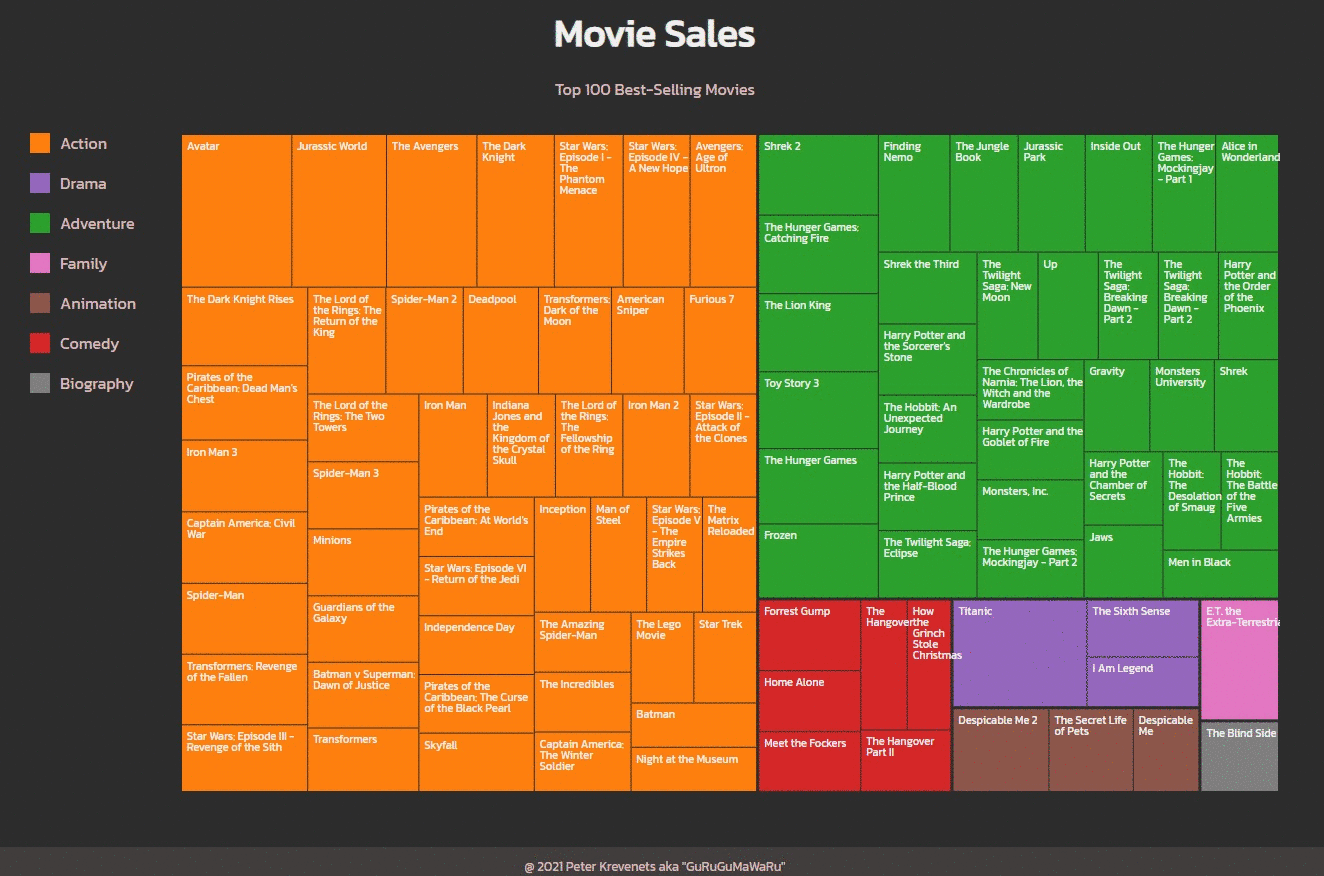 Movie Sales
Top 100 Best-Selling Movies
Action
Drama
Adventure
Family
Animation
Comedy
Biography
Avatar
Jurassic World
The Avengers
The Dark
Knight
Star Wars:
Episode I -
The
Phantom
Menace
Star Wars:
Episode IV -
A New Hope
Avengers:
Age of
Ultron
The Dark Knight Rises
The Lord of
the Rings: The
Return of the
King
Spider-Man 2
Deadpool
Transformers:
Dark of the
Moon
American
Sniper
Furious 7
Pirates of the
Caribbean: Dead Man's
Chest
Iron Man 3
Captain America: Civil
War
Spider-Man
Transformers: Revenge
of the Fallen
Star Wars: Episode III -
Revenge of the Sith
The Lord of the
Rings: The Two
Towers
Spider-Man 3
Minions
Guardians of the
Galaxy
Batman v Superman:
Dawn of Justice
Transformers
Iron Man
Indiana
Jones and
the
Kingdom of
the Crystal
Skull
The Lord of
the Rings:
The
Fellowship
of the Ring
Iron Man 2
Star Wars:
Episode II -
Attack of
the Clones
Pirates of the
Caribbean: At World's
End
Star Wars: Episode VI
- Return of the Jedi
Independence Day
Pirates of the
Caribbean: The Curse
of the Black Pearl
Skyfall
Inception
Man of
Steel
Star Wars:
Episode V
- The
Empire
Strikes
Back
The
Matrix
Reloaded
The Amazing
Spider-Man
The Incredibles
Captain America:
The Winter
Soldier
The Lego
Movie
Star Trek
Batman
Night at the Museum
Shrek 2
The Hunger Games:
Catching Fire
The Lion King
Toy Story 3
The Hunger Games
Frozen
Finding
Nemo
The Jungle
Book
Jurassic
Park
Inside Out
The Hunger
Games:
Mockingjay
- Part 1
Alice in
Wonderland
Shrek the Third
Harry Potter and
the Sorcerer's
Stone
The Hobbit: An
Unexpected
Journey
Harry Potter and
the Half-Blood
Prince
The Twilight Saga:
Eclipse
The
Twilight
Saga: New
Moon
Up
The
Twilight
Saga:
Breaking
Dawn -
Part 2
The
Twilight
Saga:
Breaking
Dawn -
Part 2
Harry
Potter and
the Order
of the
Phoenix
The Chronicles of
Narnia: The Lion, the
Witch and the
Wardrobe
Harry Potter and the
Goblet of Fire
Monsters, Inc.
The Hunger Games:
Mockingjay - Part 2
Gravity
Monsters
University
Shrek
Harry Potter
and the
Chamber of
Secrets
Jaws
The
Hobbit:
The
Desolation
of Smaug
The
Hobbit:
The Battle
of the
Five
Armies
Men in Black
Forrest Gump
Home Alone
Meet the Fockers
The
Hangover
How
the
Grinch
Stole
Christmas
The Hangover
Part II
Titanic
The Sixth Sense
I Am Legend
E.T. the
Extra-Terrestria
Despicable Me 2
The Secret Life
of Pets
Despicable
Me
The Blind Side
@ 2021 Peter Krevenets aka "GuRuGuMaWaRu"